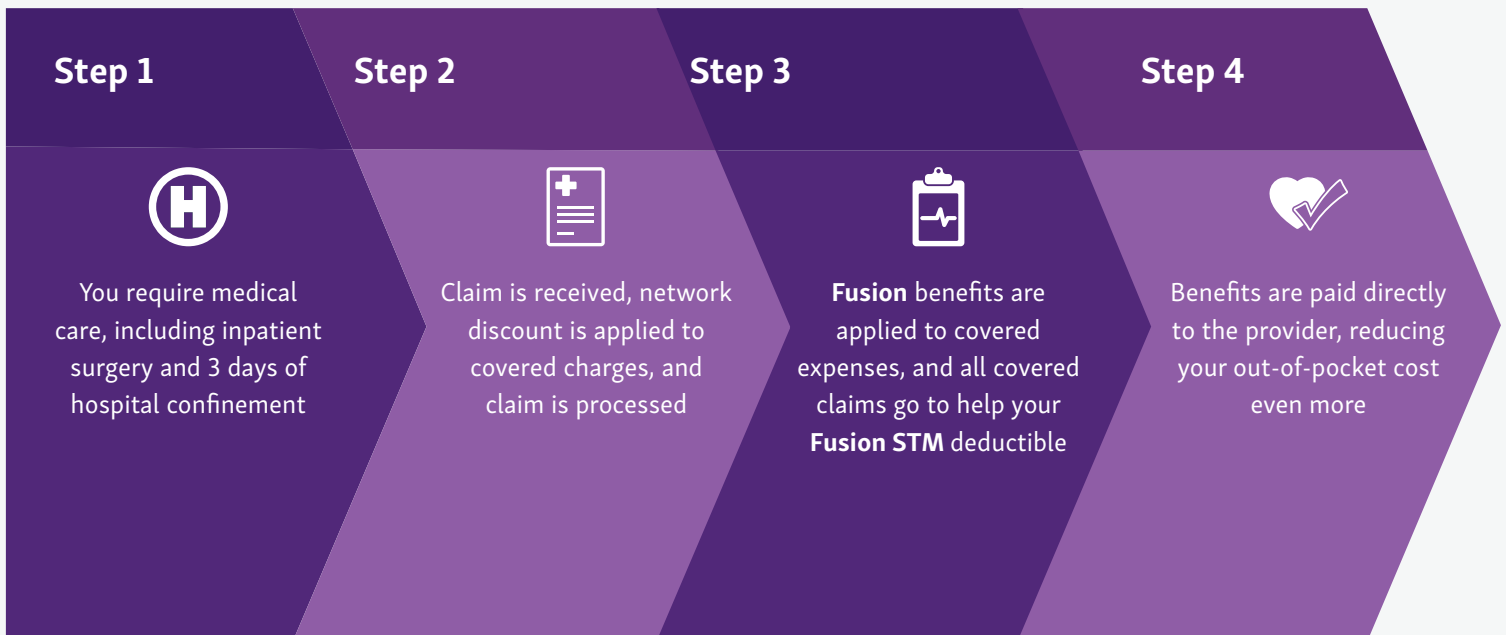 Step 1
You require medical
care, including inpatient
surgery and 3 days of
hospital confinement
Step 2
Claim is received, network
discount is applied to
covered charges, and
claim is processed
Step 3
Fusion benefits are
applied to covered
expenses, and all covered
claims go to help your
Fusion STM deductible
Step 4
Benefits are paid directly
to the provider, reducing
your out-of-pocket cost
even more